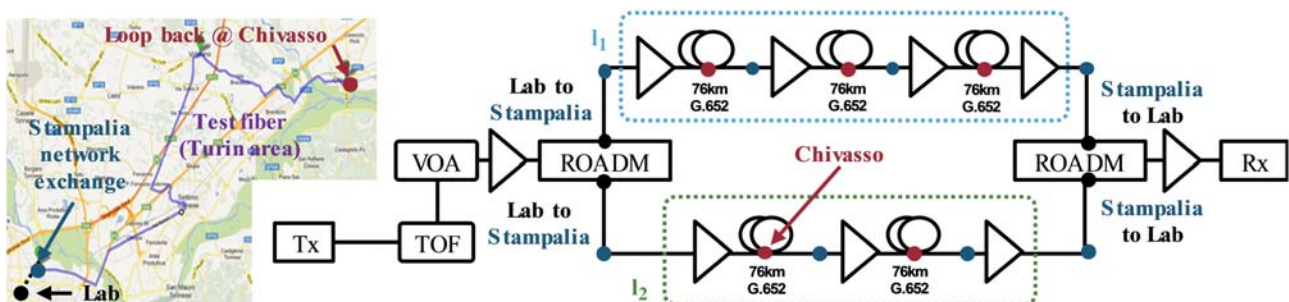 Loop back @ Chivasso
Test fiber
(Turin area)
Stampalia
network
exchange
Lab
Tx
TOF
VOA
Lab to
Stampalia
ROADM
Lab to
Stampalia
l1
76km
G.652
76km
G.652
76km
G.652
Chivasso
l2
76km
G.652
76km
G.652
Stampalia
to Lab
ROADM
Stampalia
to Lab
Rx